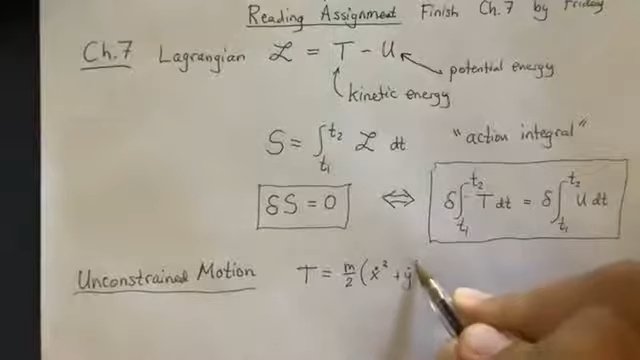 Reading Assignment Finish Ch.7 by Friday
Ch.7 Lagrangian ℒ = T - U
potential energy
kinetic energy
S = ∫_{t₁}^{t₂} ℒ dt "action integral"
δS = 0 ⟺ δ∫_{t₁}^{t₂} T dt = δ∫_{t₁}^{t₂} U dt
Unconstrained Motion T = m/2 (ẋ² + ẏ